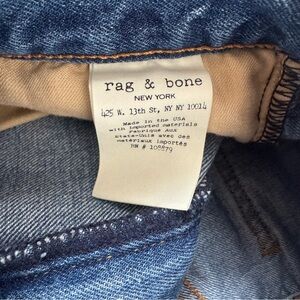 rag & bone
NEW YORK
425 W. 13th St, NY NY 10014
Made in the USA
with imported materials
Fabriqué Aux
États-Unis avec des
matériaux importés
RN # 108879